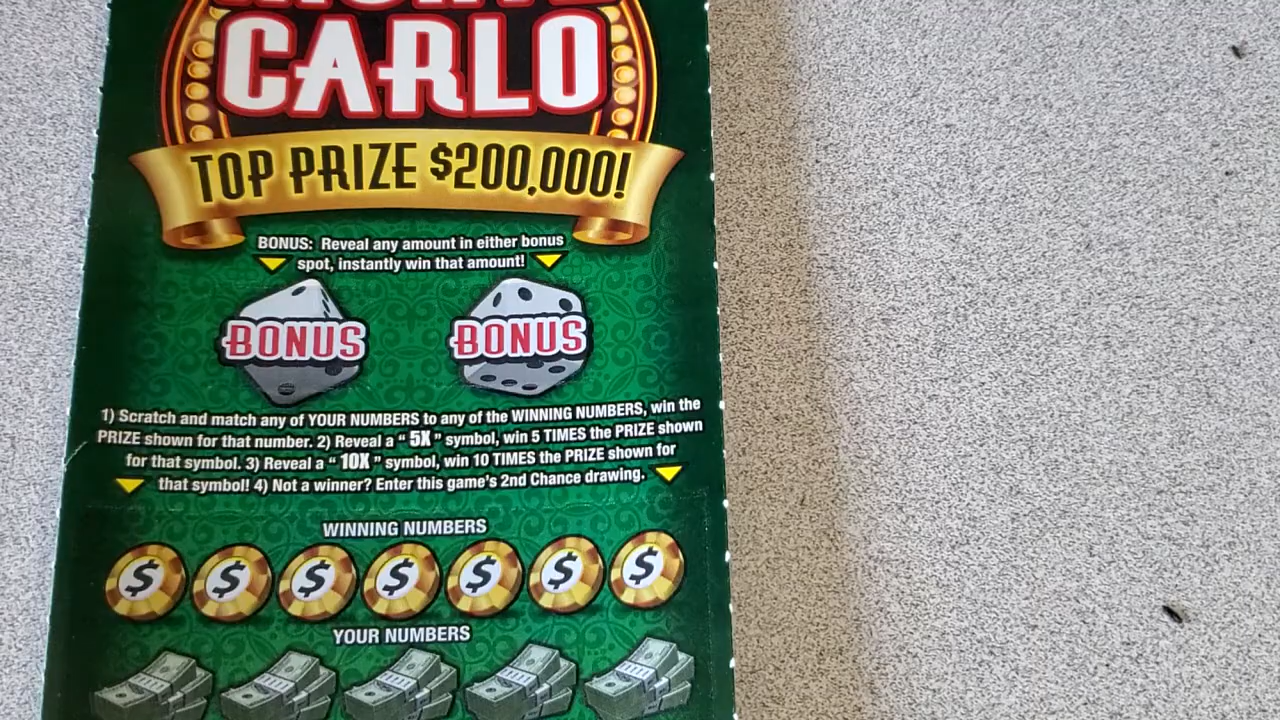 CARLO
TOP PRIZE $200,000!
BONUS: Reveal any amount in either bonus
spot, instantly win that amount!
BONUS BONUS
1) Scratch and match any of YOUR NUMBERS to any of the WINNING NUMBERS, win the
PRIZE shown for that number. 2) Reveal a “ 5X ” symbol, win 5 TIMES the PRIZE shown
for that symbol. 3) Reveal a “ 10X ” symbol, win 10 TIMES the PRIZE shown for
that symbol! 4) Not a winner? Enter this game's 2nd Chance drawing.
WINNING NUMBERS
$ $ $ $ $ $ $
YOUR NUMBERS